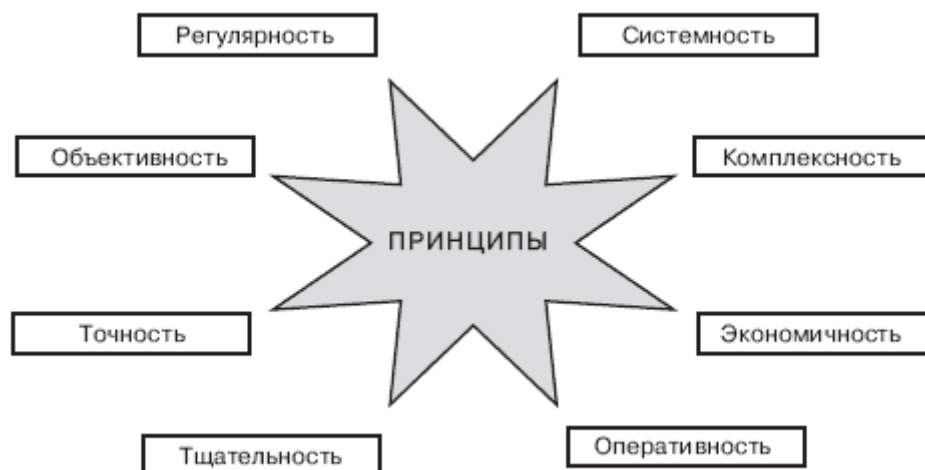 Регулярность
Системность
Объективность
Комплексность
ПРИНЦИПЫ
Точность
Экономичность
Тщательность
Оперативность